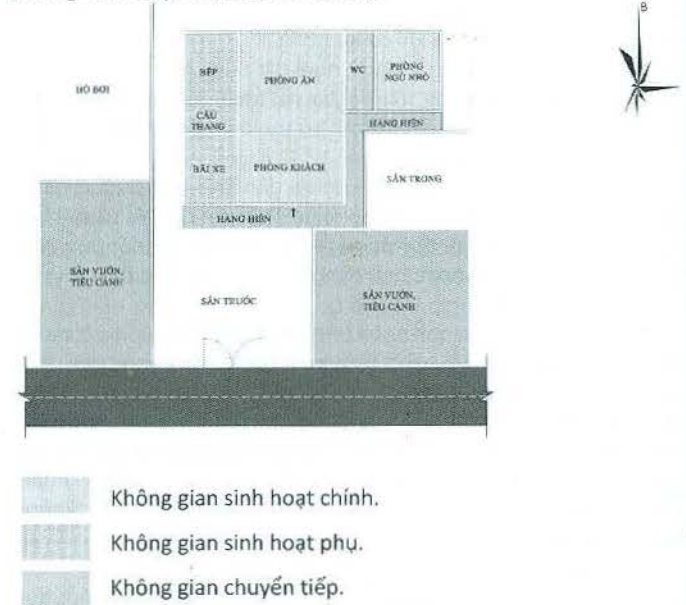 B
BẾP
PHÒNG ĂN
WC
PHÒNG
NGỦ NHỎ
HỒ BƠI
CẦU
THANG
HÀNG HIÊN
BÃI XE
PHÒNG KHÁCH
SÂN TRONG
HÀNG HIÊN
SÂN VƯỜN,
TIỂU CẢNH
SÂN TRƯỚC
SÂN VƯỜN,
TIỂU CẢNH
Không gian sinh hoạt chính.
Không gian sinh hoạt phụ.
Không gian chuyển tiếp.